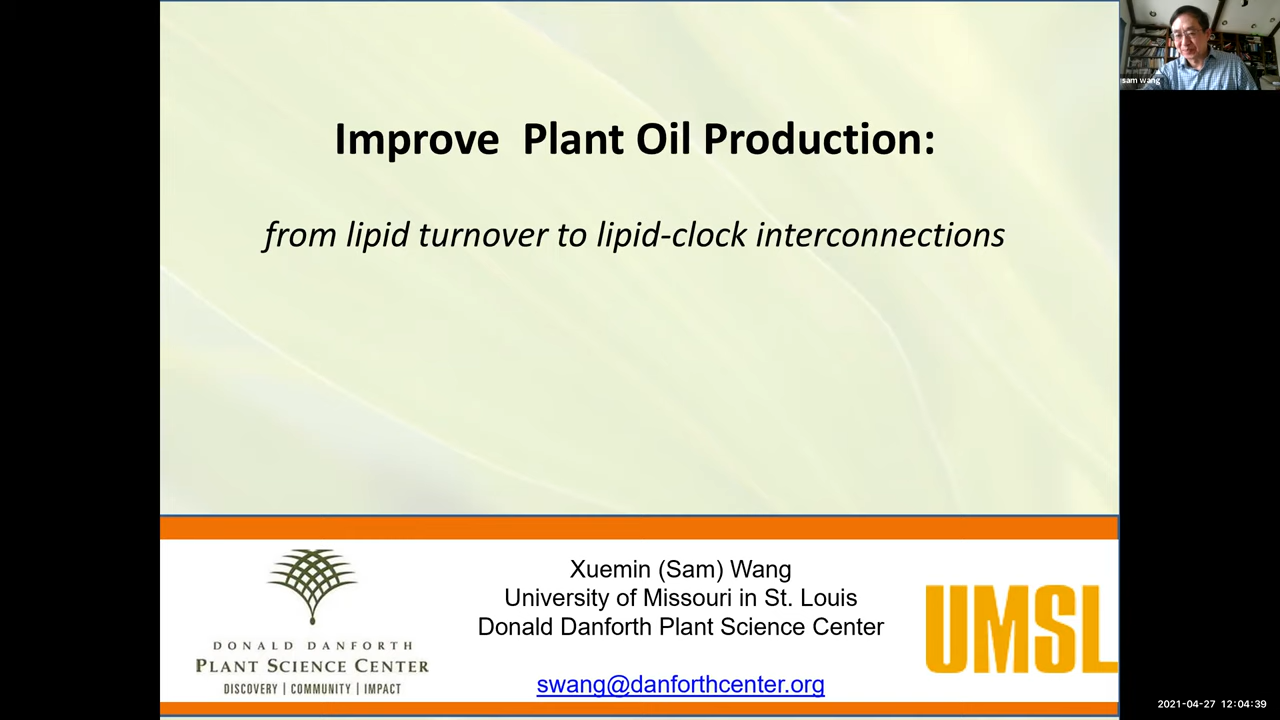 Improve Plant Oil Production:
from lipid turnover to lipid-clock interconnections
sam wang
DONALD DANFORTH
PLANT SCIENCE CENTER
DISCOVERY | COMMUNITY | IMPACT
Xuemin (Sam) Wang
University of Missouri in St. Louis
Donald Danforth Plant Science Center
swang@danforthcenter.org
UMSL
2021-04-27 12:04:39